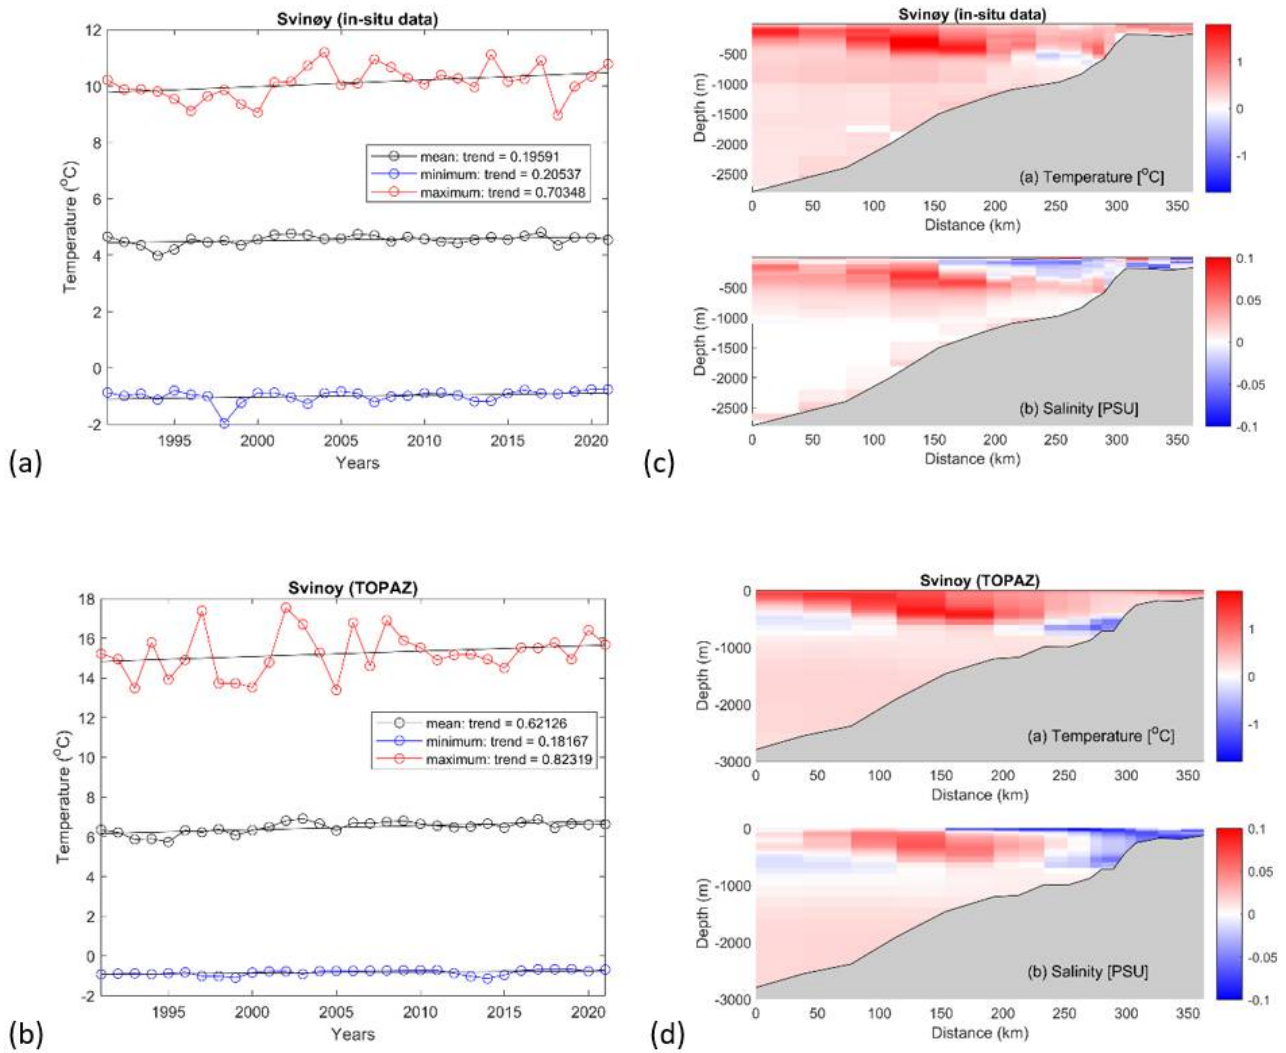 Svinøy (in-situ data)
12
10
8
6
4
2
0
-2
Temperature (°C)
mean: trend = 0.19591
minimum: trend = 0.20537
maximum: trend = 0.70348
1995 2000 2005 2010 2015 2020
Years
(a)
Svinøy (in-situ data)
-500
-1000
-1500
-2000
-2500
Depth (m)
(a) Temperature [°C]
0 50 100 150 200 250 300 350
Distance (km)
1
0
-1
-500
-1000
-1500
-2000
-2500
Depth (m)
(b) Salinity [PSU]
0 50 100 150 200 250 300 350
Distance (km)
0.1
0.05
0
-0.05
-0.1
(c)
Svinoy (TOPAZ)
18
16
14
12
10
8
6
4
2
0
-2
Temperature (°C)
mean: trend = 0.62126
minimum: trend = 0.18167
maximum: trend = 0.82319
1995 2000 2005 2010 2015 2020
Years
(b)
Svinoy (TOPAZ)
0
-1000
-2000
-3000
Depth (m)
(a) Temperature [°C]
0 50 100 150 200 250 300 350
Distance (km)
1
0
-1
0
-1000
-2000
-3000
Depth (m)
(b) Salinity [PSU]
0 50 100 150 200 250 300 350
Distance (km)
0.1
0.05
0
-0.05
-0.1
(d)